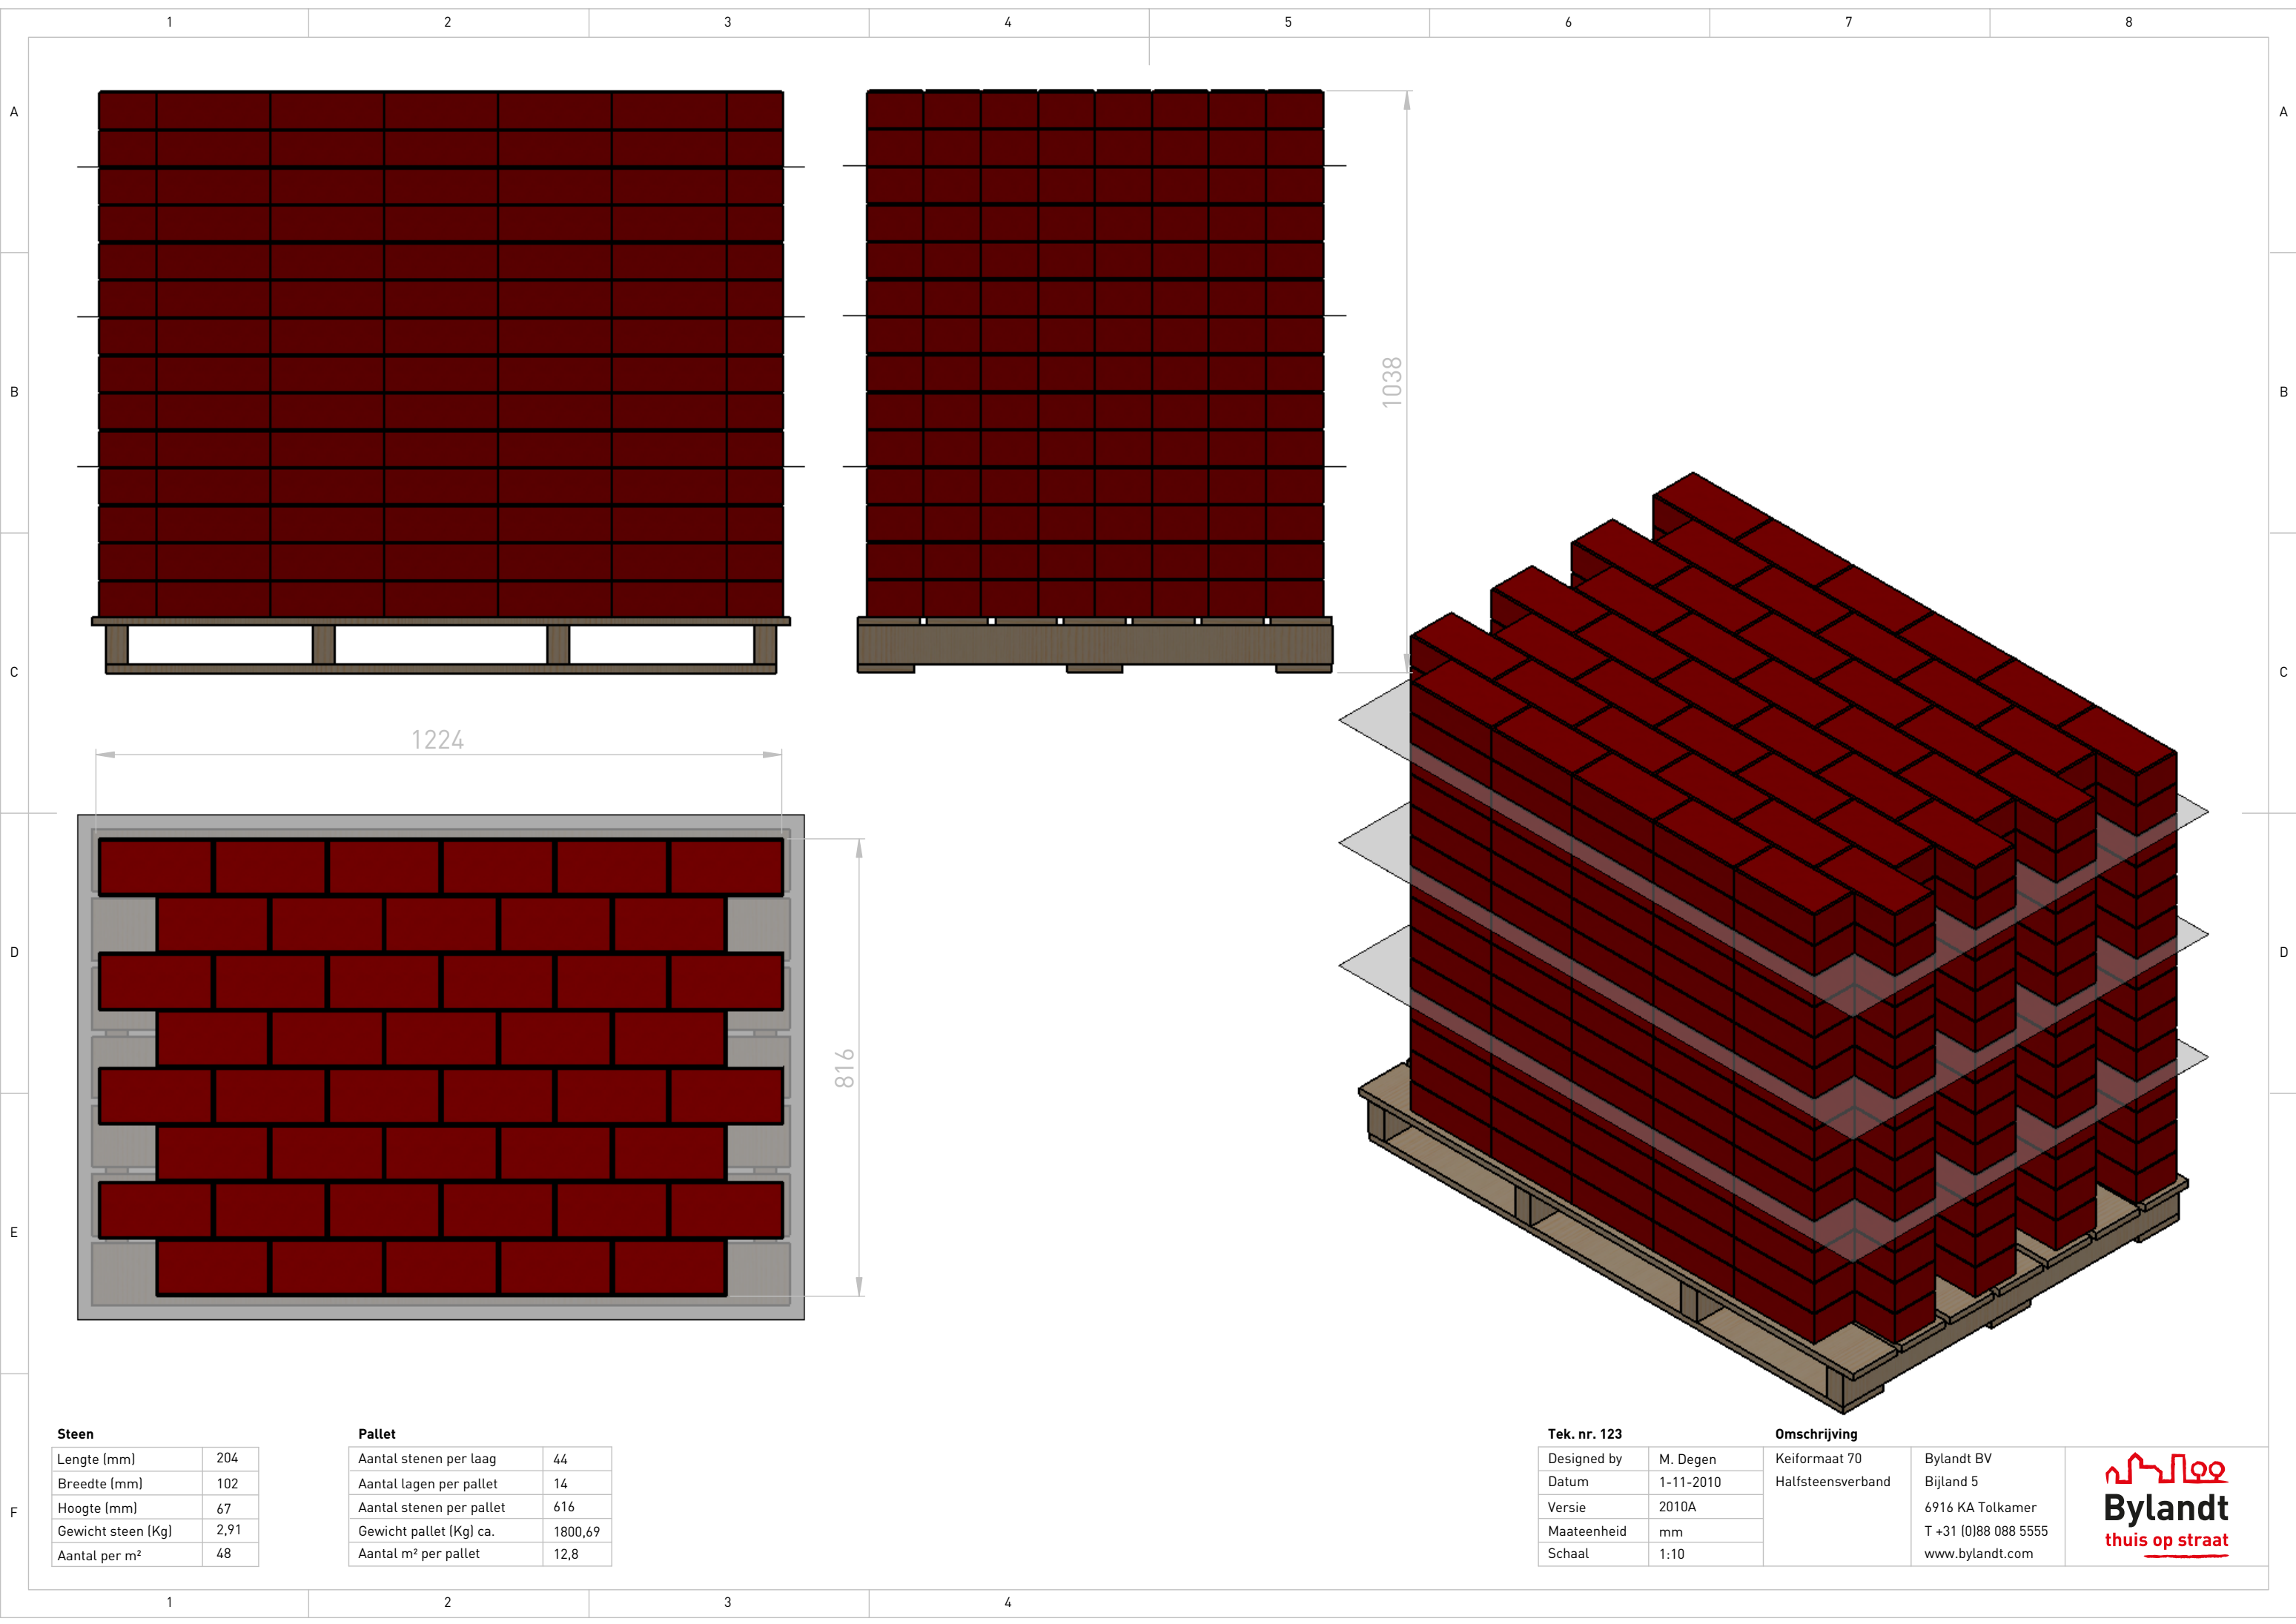 1 2 3 4 5 6 7 8
A A
1038
B B
C C
1224
816
D D
E E
Steen
Lengte (mm) 204
Breedte (mm) 102
Hoogte (mm) 67
Gewicht steen (Kg) 2,91
Aantal per m² 48
Pallet
Aantal stenen per laag 44
Aantal lagen per pallet 14
Aantal stenen per pallet 616
Gewicht pallet (Kg) ca. 1800,69
Aantal m² per pallet 12,8
Tek. nr. 123
Designed by M. Degen
Datum 1-11-2010
Versie 2010A
Maateenheid mm
Schaal 1:10
Omschrijving
Keiformaat 70
Halfsteensverband
Bylandt BV
Bijland 5
6916 KA Tolkamer
T +31 (0)88 088 5555
www.bylandt.com
Bylandt
thuis op straat
F
1 2 3 4